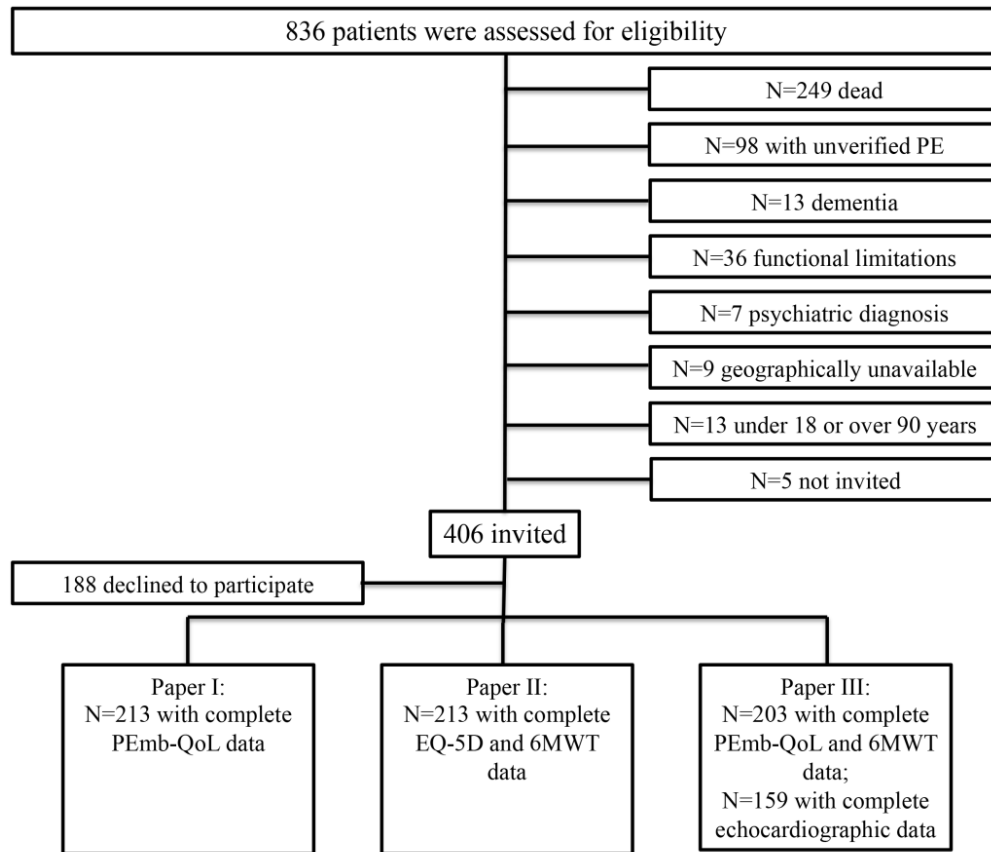 836 patients were assessed for eligibility
N=249 dead
N=98 with unverified PE
N=13 dementia
N=36 functional limitations
N=7 psychiatric diagnosis
N=9 geographically unavailable
N=13 under 18 or over 90 years
N=5 not invited
406 invited
188 declined to participate
Paper I:
N=213 with complete
PEmb-QoL data
Paper II:
N=213 with complete
EQ-5D and 6MWT
data
Paper III:
N=203 with complete
PEmb-QoL and 6MWT
data;
N=159 with complete
echocardiographic data